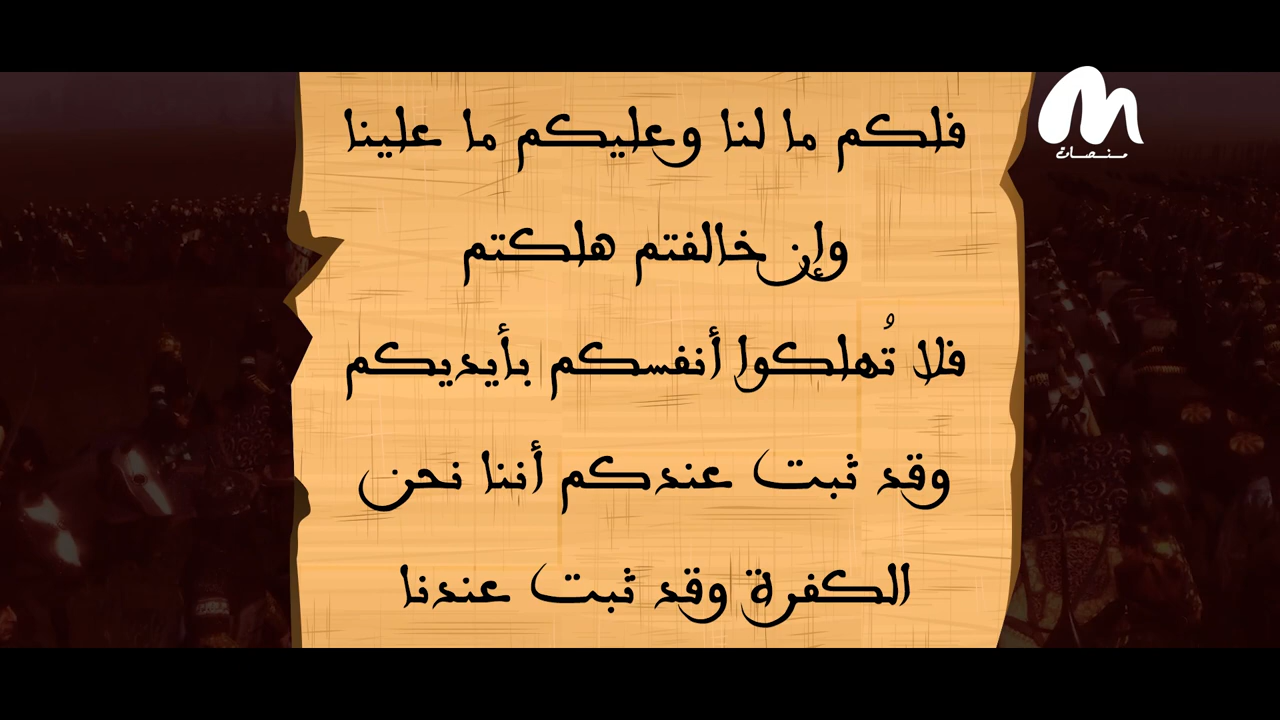 منصات
فلكم ما لنا وعليكم ما علينا
وإن خالفتم هلكتم
فلا تُهلكوا أنفسكم بأيديكم
وقد ثبت عندكم أننا نحن
الكفرة وقد ثبت عندنا